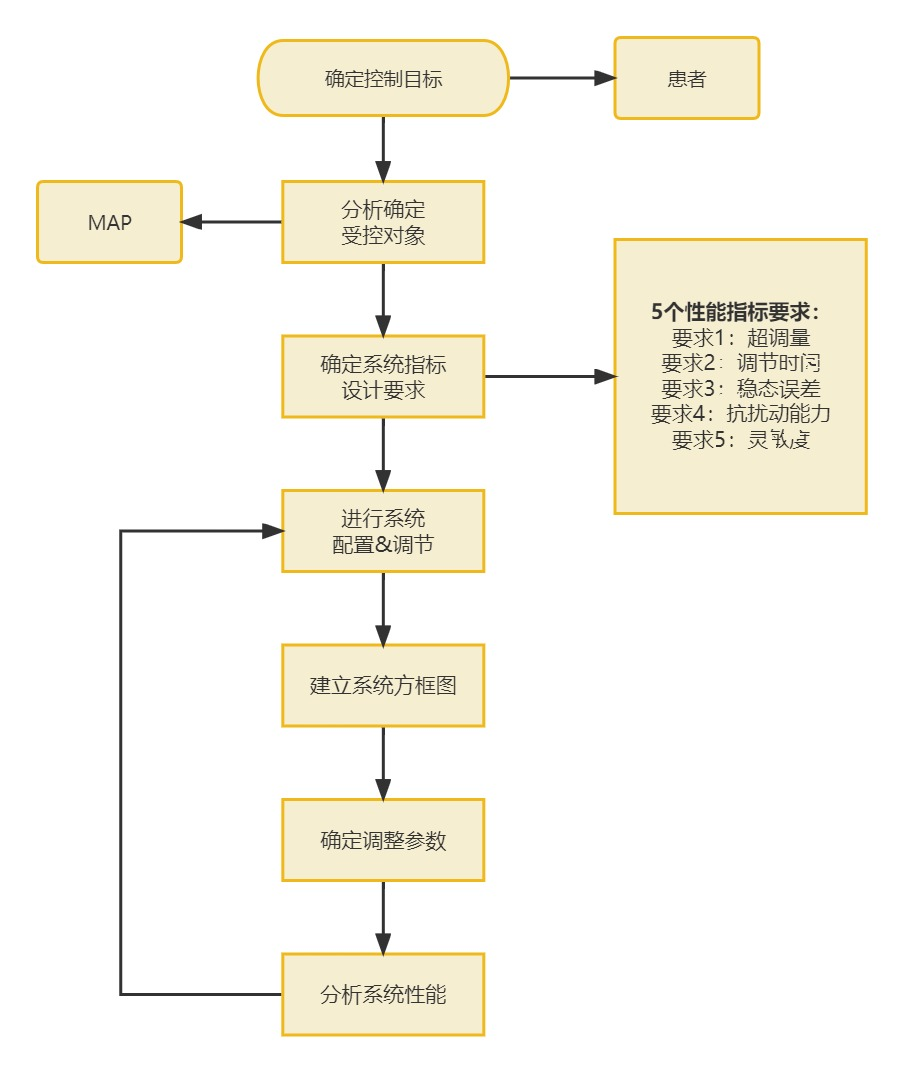 确定控制目标
患者
MAP
分析确定
受控对象
确定系统指标
设计要求
5个性能指标要求：
要求1：超调量
要求2：调节时间
要求3：稳态误差
要求4：抗扰动能力
要求5：灵敏度
进行系统
配置&调节
建立系统方框图
确定调整参数
分析系统性能